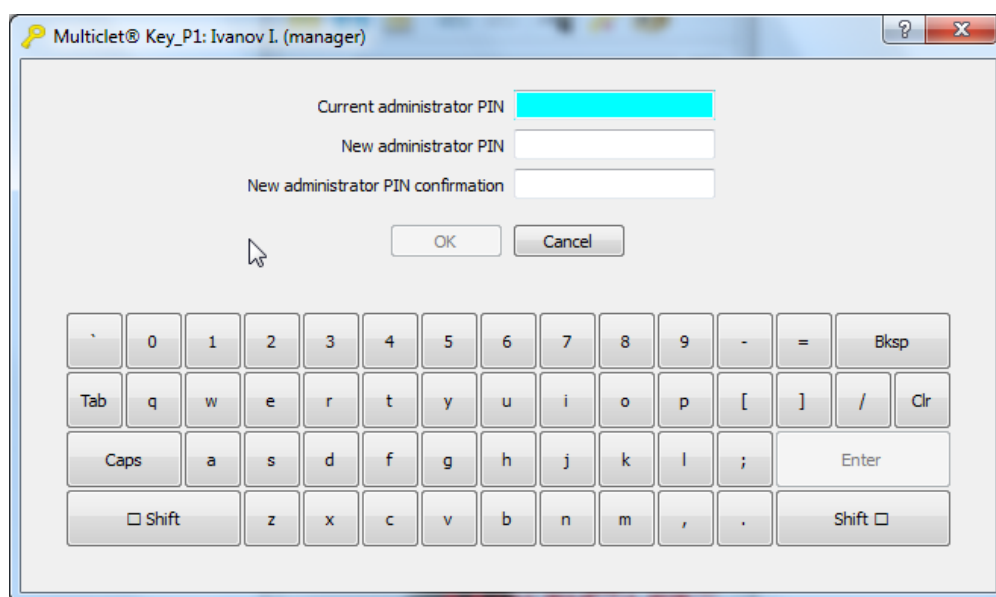 Multiclet® Key_P1: Ivanov I. (manager)
?
Current administrator PIN
New administrator PIN
New administrator PIN confirmation
OK Cancel
` 0 1 2 3 4 5 6 7 8 9 - = Bksp
Tab q w e r t y u i o p [ ] / Clr
Caps a s d f g h j k l ; Enter
□ Shift z x c v b n m , . Shift □